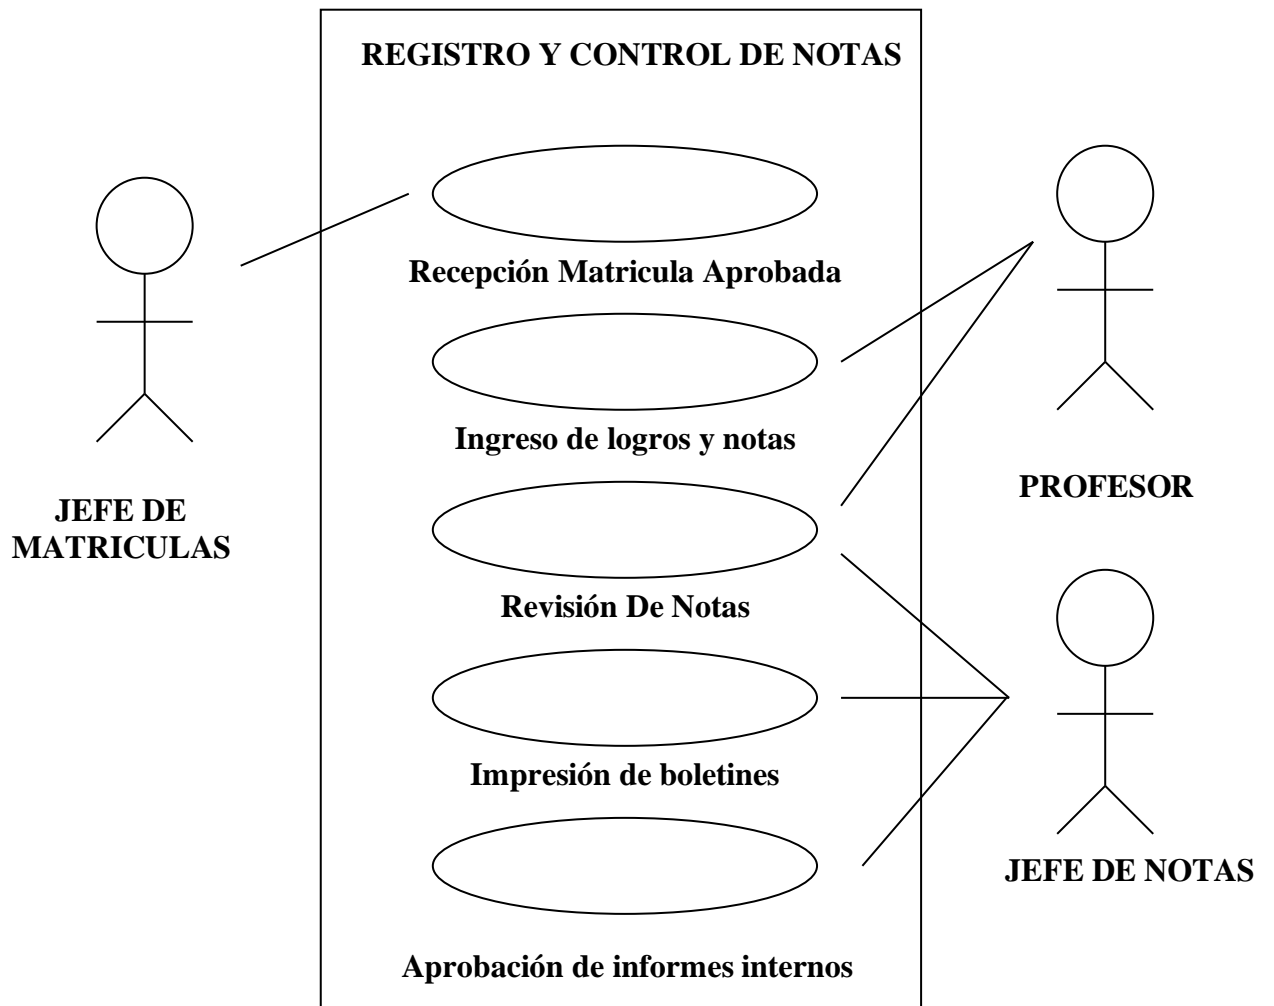 REGISTRO Y CONTROL DE NOTAS
Recepción Matricula Aprobada
Ingreso de logros y notas
PROFESOR
JEFE DE
MATRICULAS
Revisión De Notas
Impresión de boletines
JEFE DE NOTAS
Aprobación de informes internos